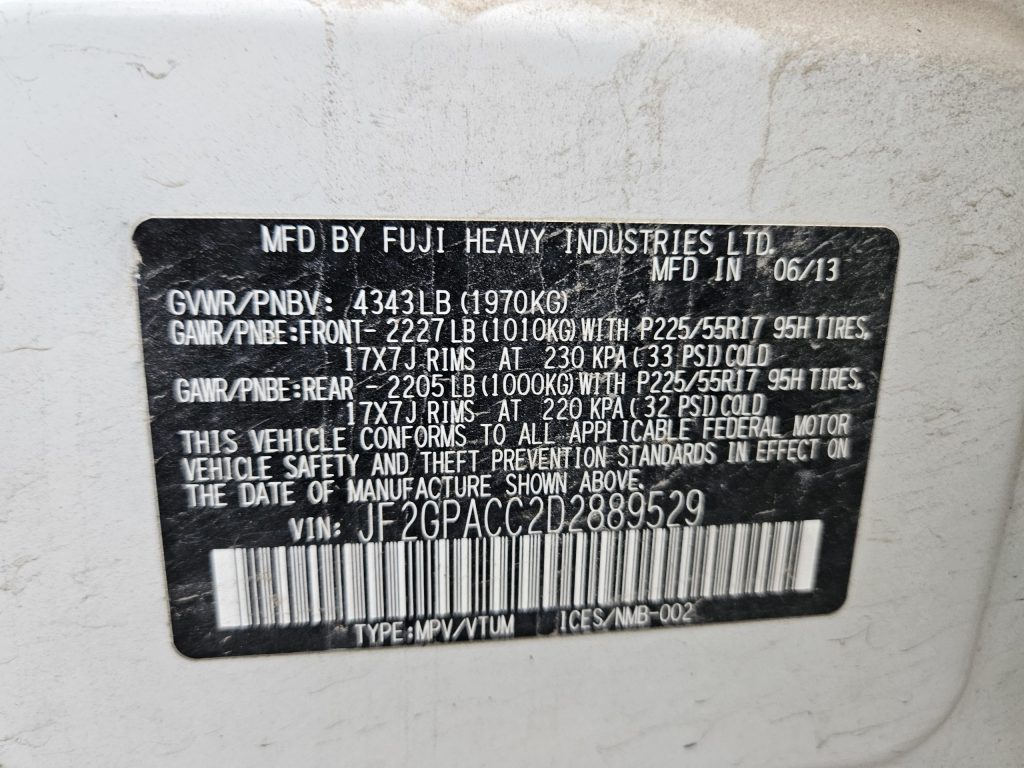 MFD BY FUJI HEAVY INDUSTRIES LTD.
MFD IN 06/13
GVWR/PNBV: 4343LB (1970KG)
GAWR/PNBE:FRONT- 2227LB (1010KG) WITH P225/55R17 95H TIRES,
17X7J RIMS AT 230 KPA (33 PSI) COLD
GAWR/PNBE:REAR - 2205LB (1000KG) WITH P225/55R17 95H TIRES,
17X7J RIMS AT 220 KPA (32 PSI) COLD
THIS VEHICLE CONFORMS TO ALL APPLICABLE FEDERAL MOTOR
VEHICLE SAFETY AND THEFT PREVENTION STANDARDS IN EFFECT ON
THE DATE OF MANUFACTURE SHOWN ABOVE.
VIN: JF2GPACC2D2889529
TYPE:MPV/VTUM ICES/NMB-002